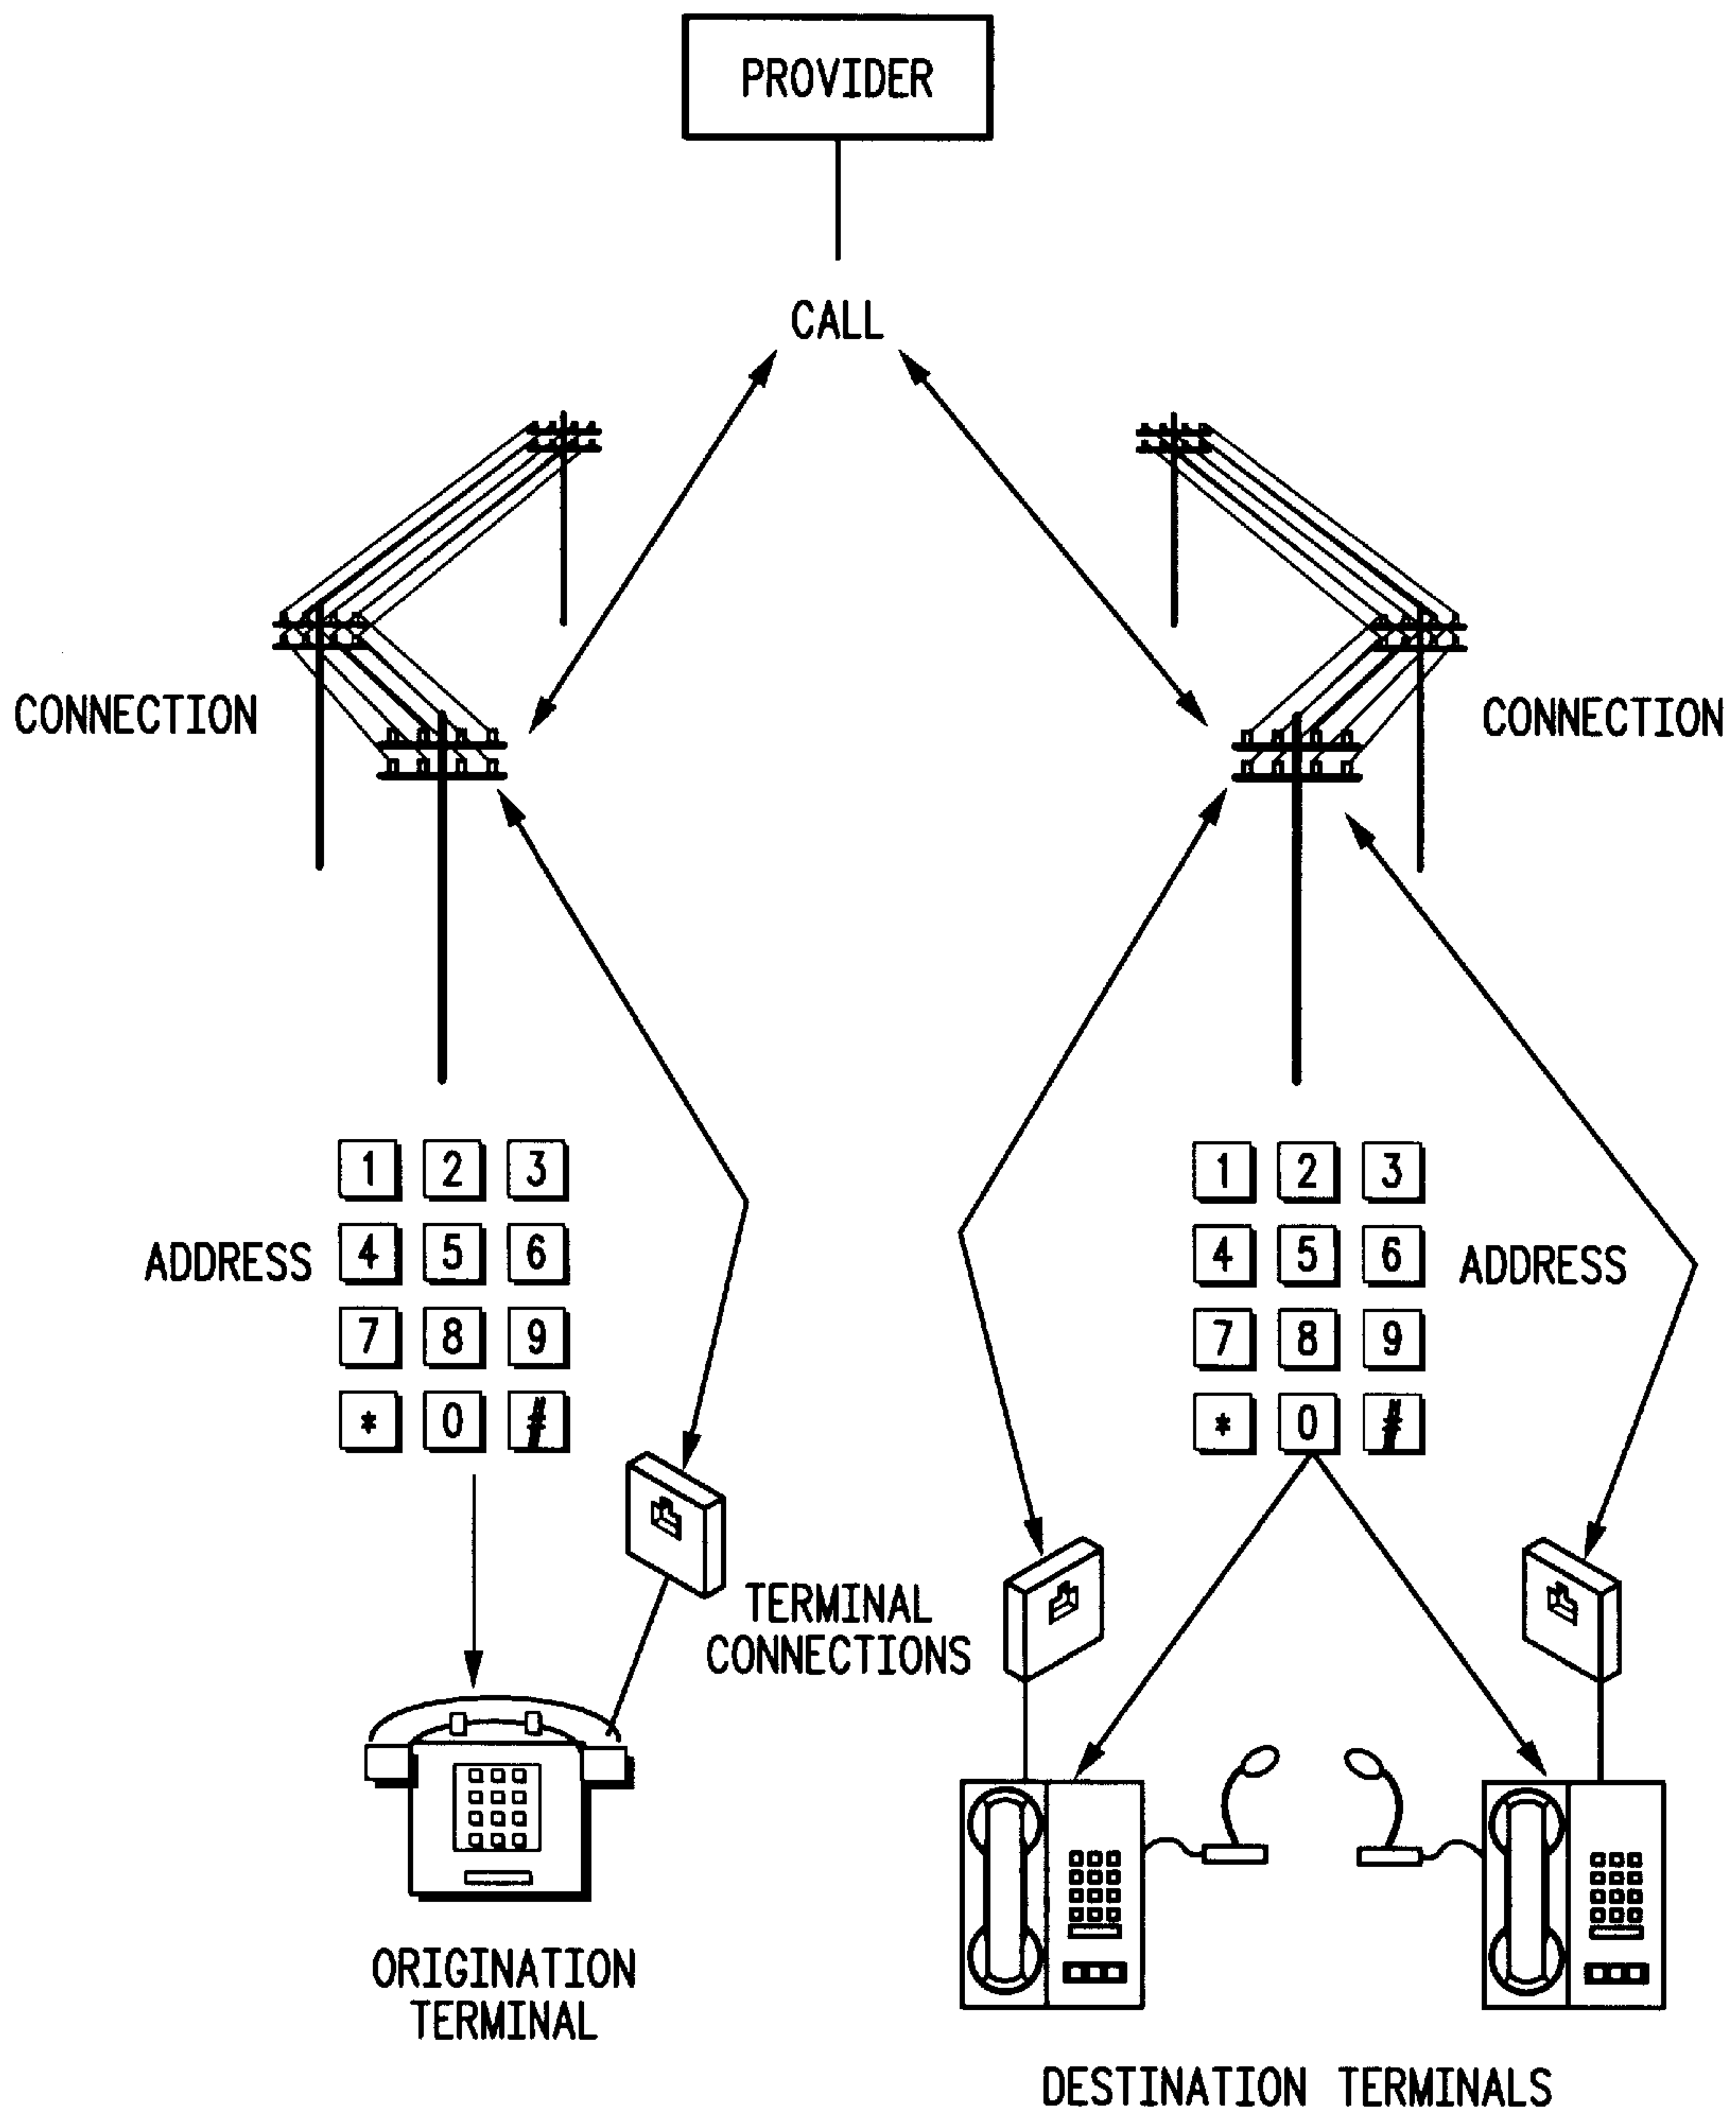 PROVIDER
CALL
CONNECTION
CONNECTION
1 2 3
4 5 6
7 8 9
* 0 #
ADDRESS
1 2 3
4 5 6
7 8 9
* 0 #
ADDRESS
TERMINAL
CONNECTIONS
ORIGINATION
TERMINAL
DESTINATION TERMINALS